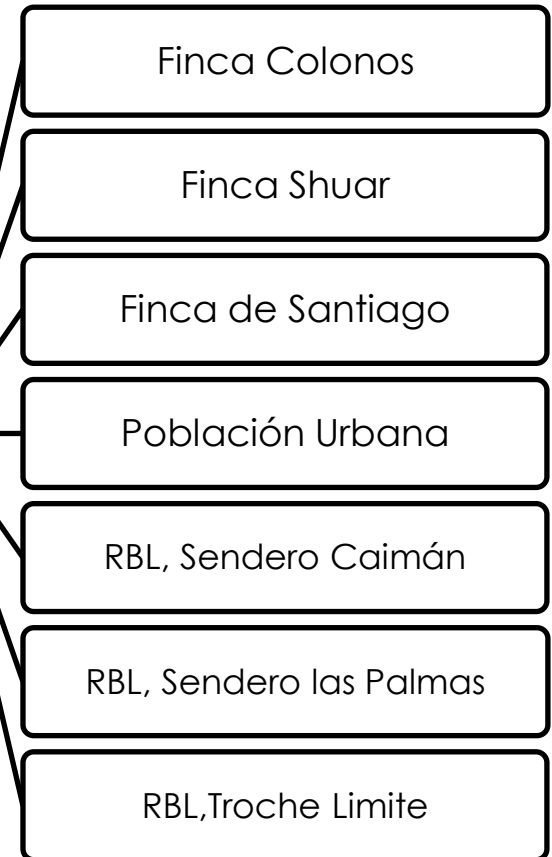 Finca Colonos
Finca Shuar
Finca de Santiago
Población Urbana
RBL, Sendero Caimán
RBL, Sendero las Palmas
RBL,Troche Limite